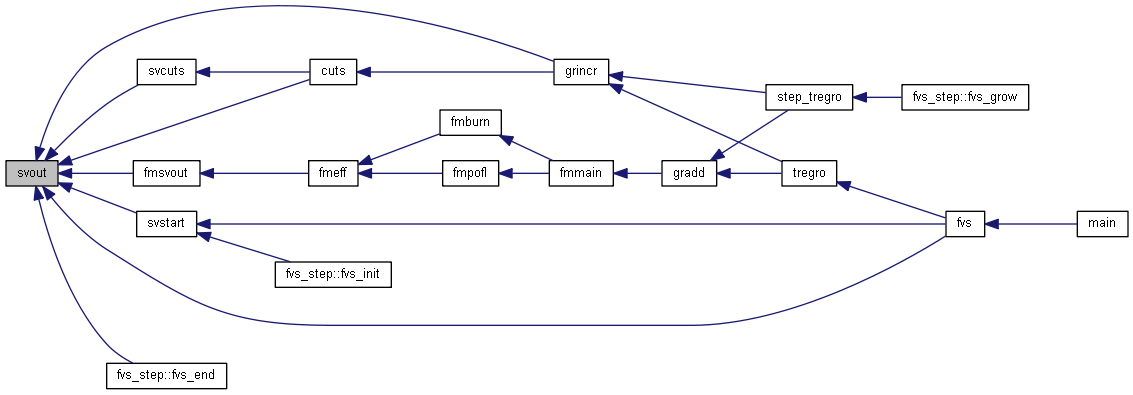 svout
svcuts
cuts
grincr
step_tregro
fvs_step::fvs_grow
fmburn
fmsvout
fmeff
fmpofl
fmmain
gradd
tregro
svstart
fvs
main
fvs_step::fvs_init
fvs_step::fvs_end